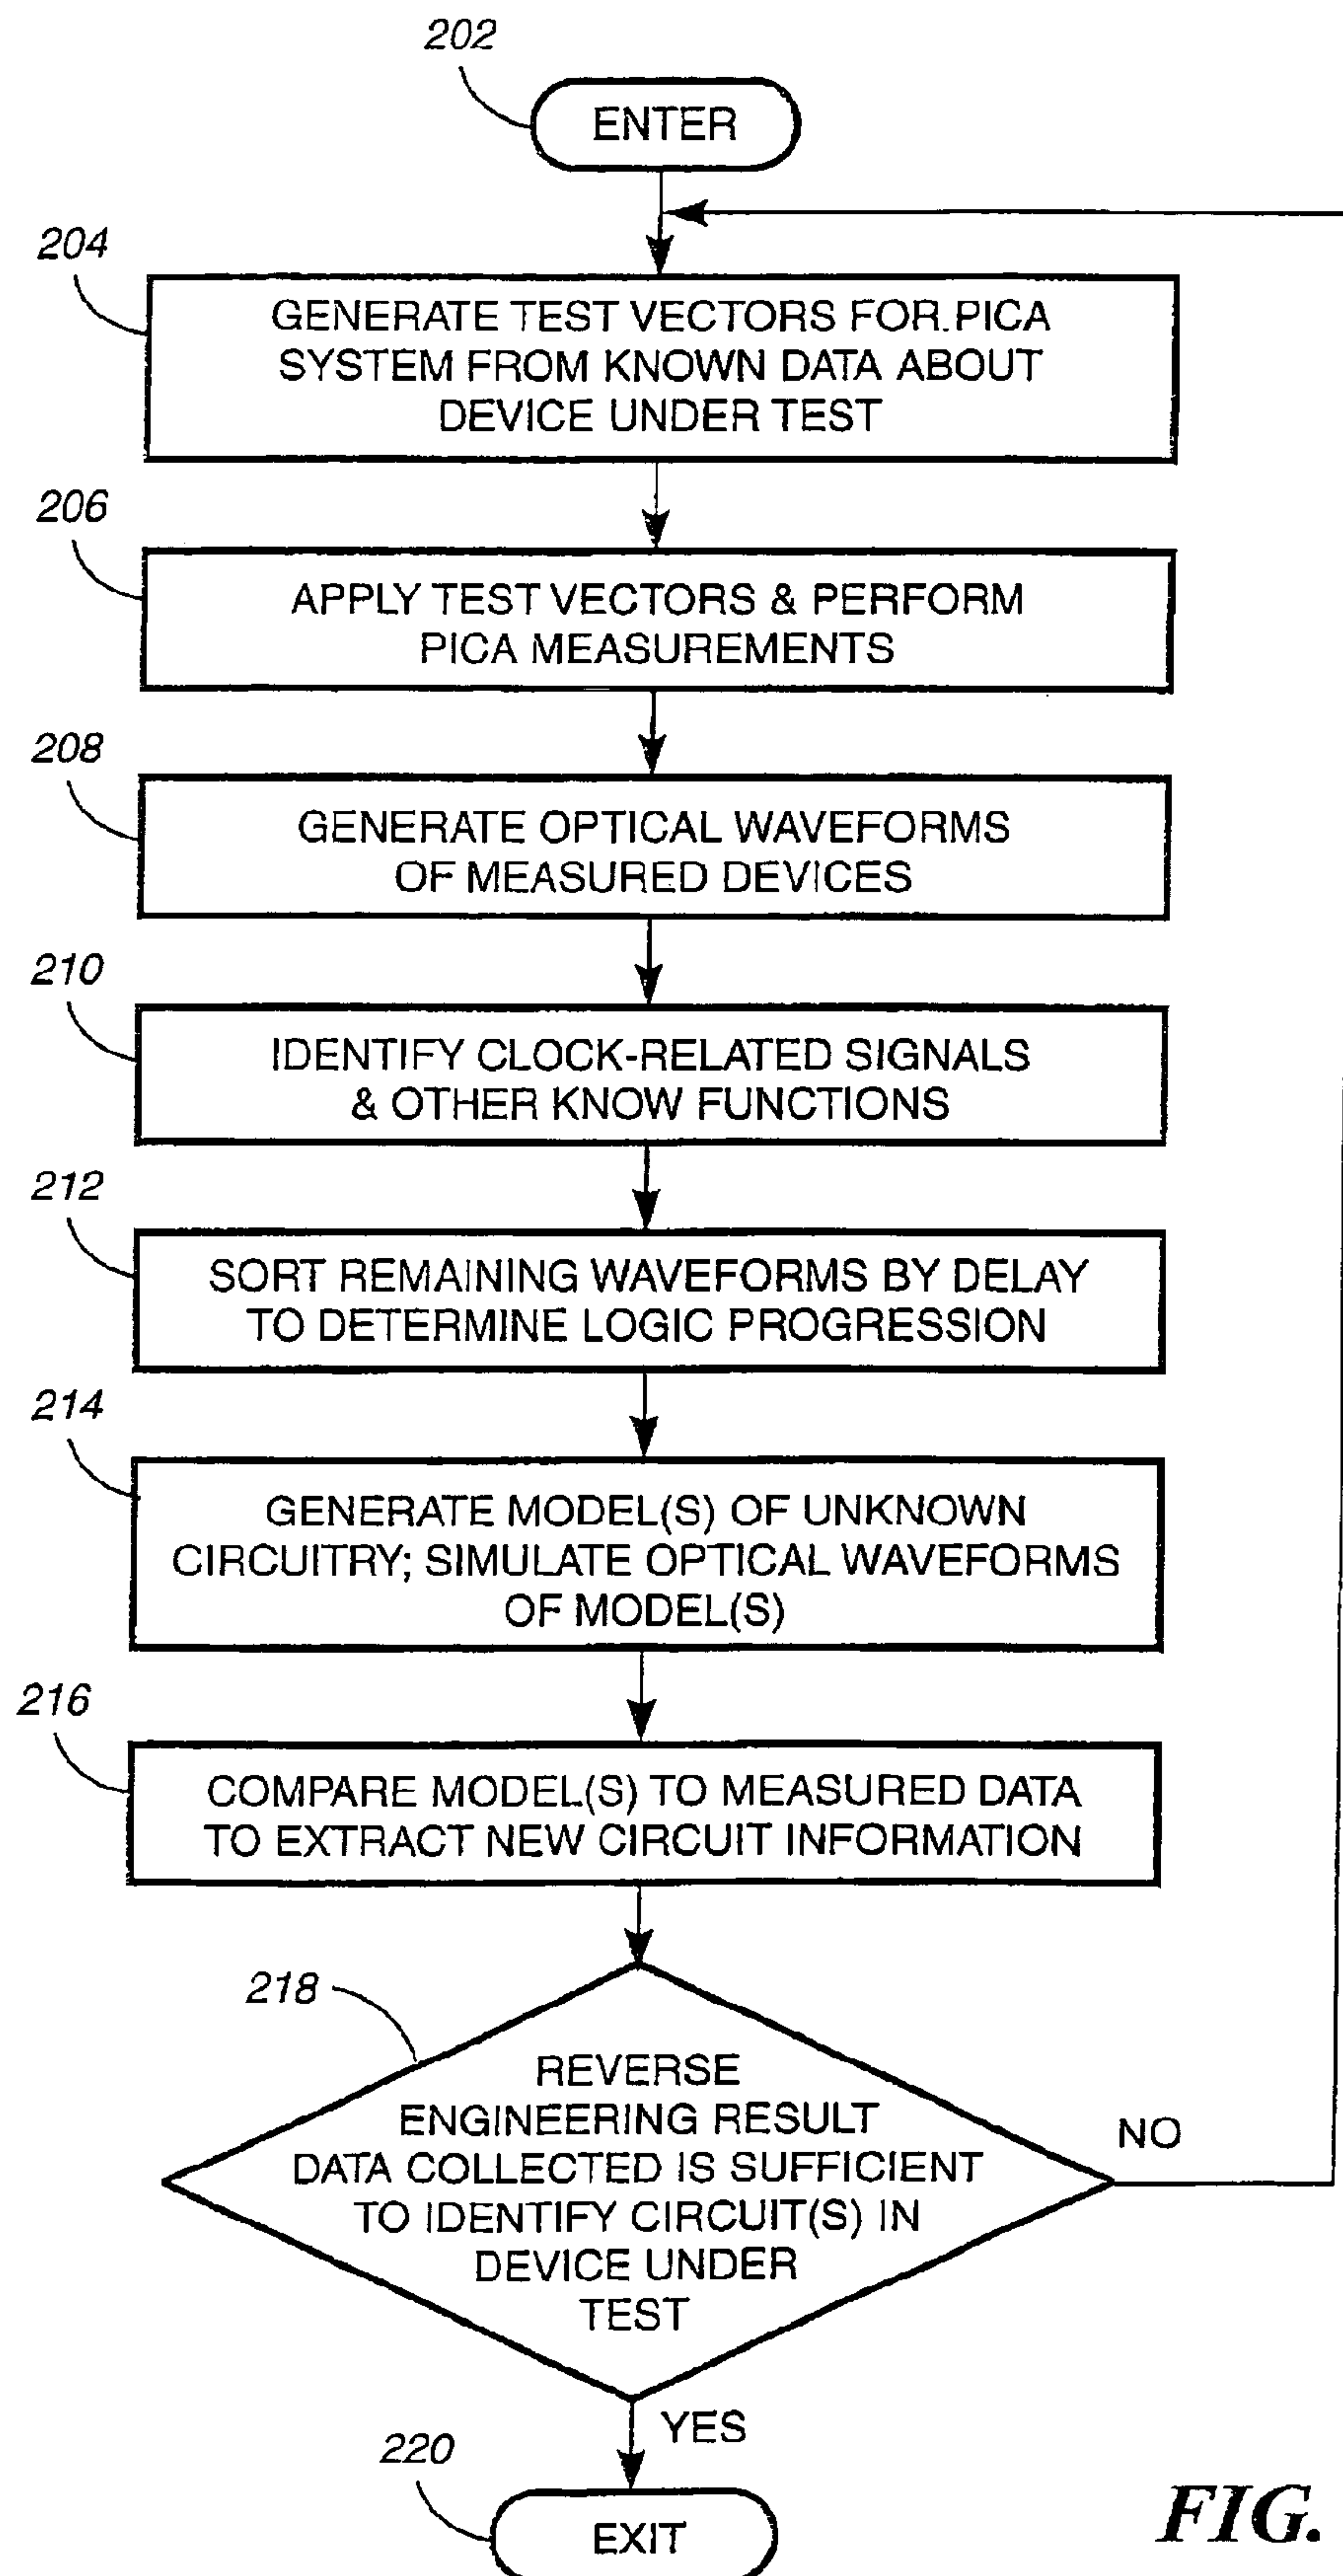 202
ENTER
204
GENERATE TEST VECTORS FOR PICA
SYSTEM FROM KNOWN DATA ABOUT
DEVICE UNDER TEST
206
APPLY TEST VECTORS & PERFORM
PICA MEASUREMENTS
208
GENERATE OPTICAL WAVEFORMS
OF MEASURED DEVICES
210
IDENTIFY CLOCK-RELATED SIGNALS
& OTHER KNOW FUNCTIONS
212
SORT REMAINING WAVEFORMS BY DELAY
TO DETERMINE LOGIC PROGRESSION
214
GENERATE MODEL(S) OF UNKNOWN
CIRCUITRY; SIMULATE OPTICAL WAVEFORMS
OF MODEL(S)
216
COMPARE MODEL(S) TO MEASURED DATA
TO EXTRACT NEW CIRCUIT INFORMATION
218
REVERSE
ENGINEERING RESULT
DATA COLLECTED IS SUFFICIENT
TO IDENTIFY CIRCUIT(S) IN
DEVICE UNDER
TEST
NO
YES
220
EXIT
FIG.